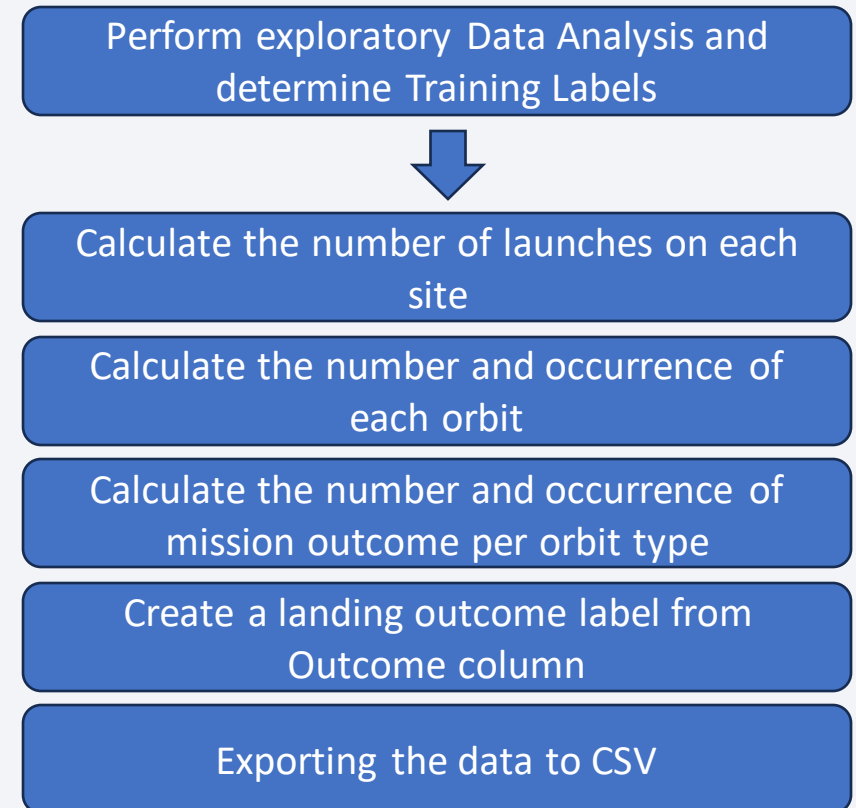 Perform exploratory Data Analysis and
determine Training Labels
Calculate the number of launches on each
site
Calculate the number and occurrence of
each orbit
Calculate the number and occurrence of
mission outcome per orbit type
Create a landing outcome label from
Outcome column
Exporting the data to CSV